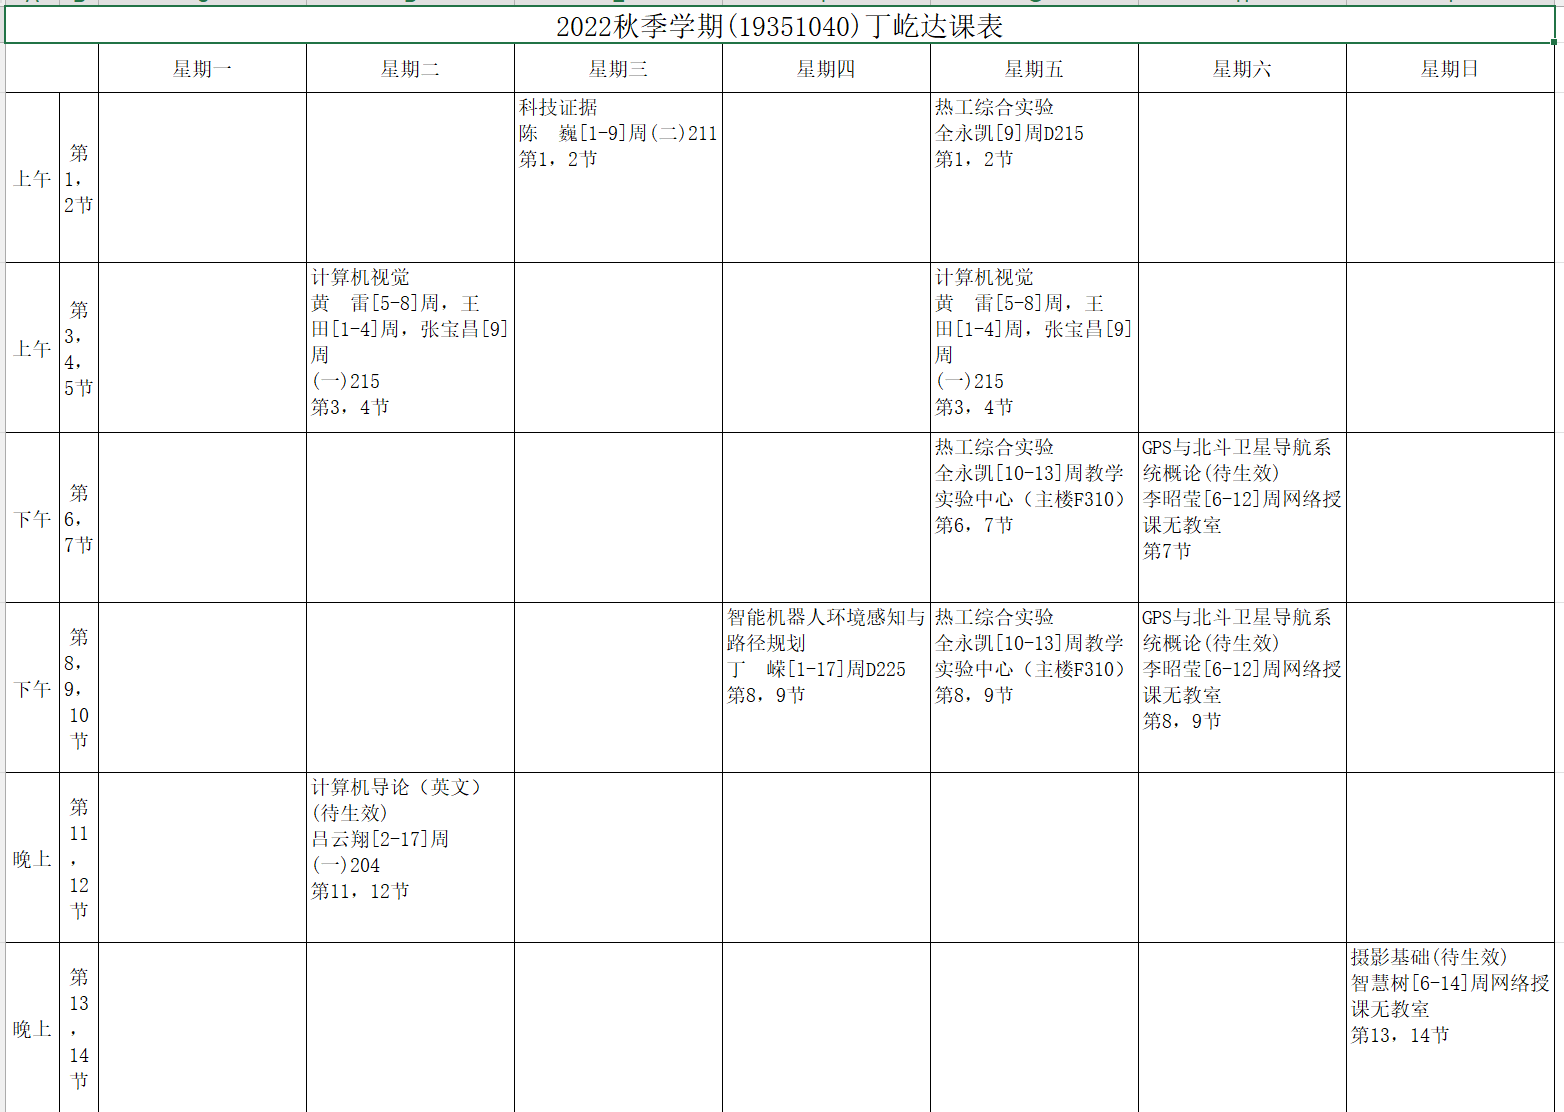 2022秋季学期(19351040)丁屹达课表
星期一 星期二 星期三 星期四 星期五 星期六 星期日
上午
第
1,
2节
科技证据
陈　巍[1-9]周(二)211
第1, 2节
热工综合实验
全永凯[9]周D215
第1, 2节
上午
第
3,
4,
5节
计算机视觉
黄　雷[5-8]周, 王
田[1-4]周, 张宝昌[9]
周
(一)215
第3, 4节
计算机视觉
黄　雷[5-8]周, 王
田[1-4]周, 张宝昌[9]
周
(一)215
第3, 4节
下午
第
6,
7节
热工综合实验
全永凯[10-13]周教学
实验中心（主楼F310）
第6, 7节
GPS与北斗卫星导航系
统概论(待生效)
李昭莹[6-12]周网络授
课无教室
第7节
下午
第
8,
9,
10
节
智能机器人环境感知与
路径规划
丁　嵘[1-17]周D225
第8, 9节
热工综合实验
全永凯[10-13]周教学
实验中心（主楼F310）
第8, 9节
GPS与北斗卫星导航系
统概论(待生效)
李昭莹[6-12]周网络授
课无教室
第8, 9节
晚上
第
11
,
12
节
计算机导论（英文）
(待生效)
吕云翔[2-17]周
(一)204
第11, 12节
晚上
第
13
,
14
节
摄影基础(待生效)
智慧树[6-14]周网络授
课无教室
第13, 14节